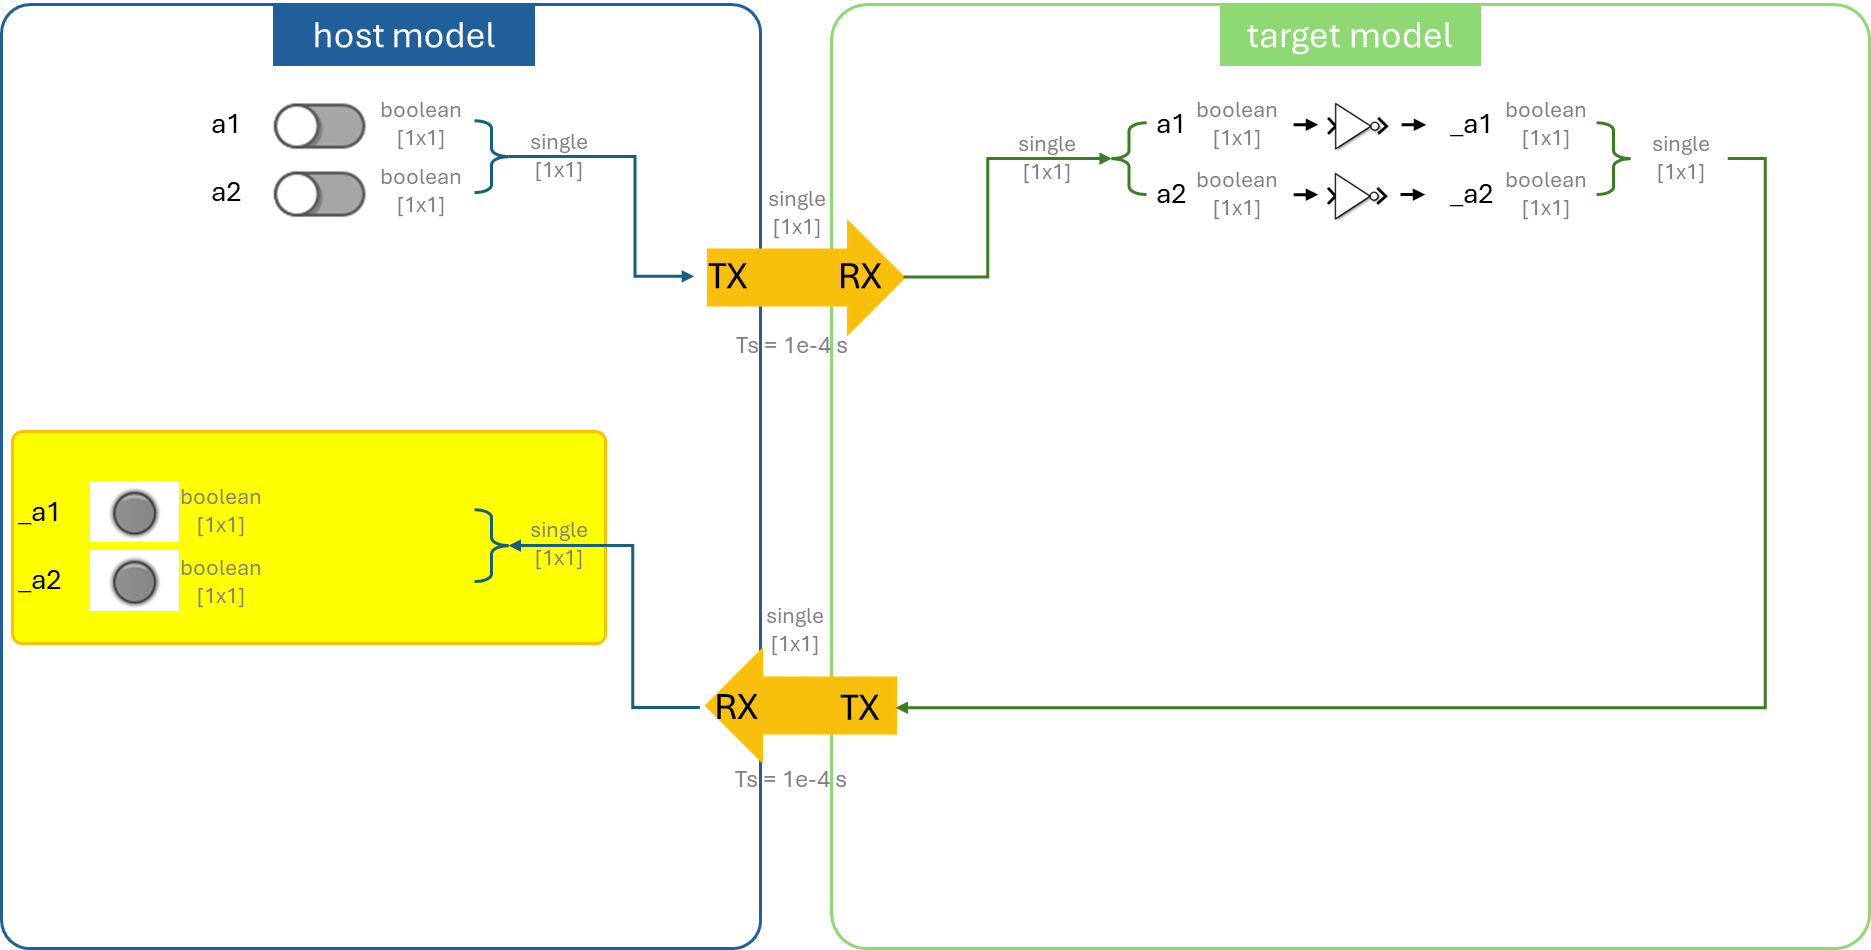 host model
a1
boolean
[1x1]
a2
boolean
[1x1]
single
[1x1]
single
[1x1]
TX
RX
Ts = 1e-4 s
target model
single
[1x1]
a1
boolean
[1x1]
_a1
boolean
[1x1]
a2
boolean
[1x1]
_a2
boolean
[1x1]
single
[1x1]
_a1
boolean
[1x1]
_a2
boolean
[1x1]
single
[1x1]
single
[1x1]
RX
TX
Ts = 1e-4 s